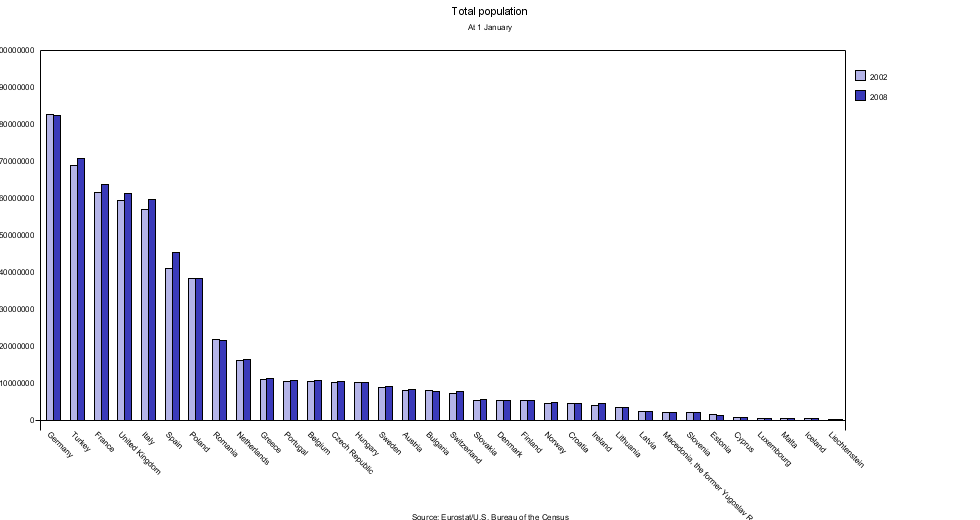 Total population
At 1 January
00000000
90000000
80000000
70000000
60000000
50000000
40000000
30000000
20000000
10000000
0
2002
2008
Germany
Turkey
France
United Kingdom
Italy
Spain
Poland
Romania
Netherlands
Greece
Portugal
Belgium
Czech Republic
Hungary
Sweden
Austria
Bulgaria
Switzerland
Slovakia
Denmark
Finland
Norway
Croatia
Ireland
Lithuania
Latvia
Macedonia, the former Yugoslav R
Slovenia
Estonia
Cyprus
Luxembourg
Malta
Iceland
Liechtenstein
Source: Eurostat/U.S. Bureau of the Census